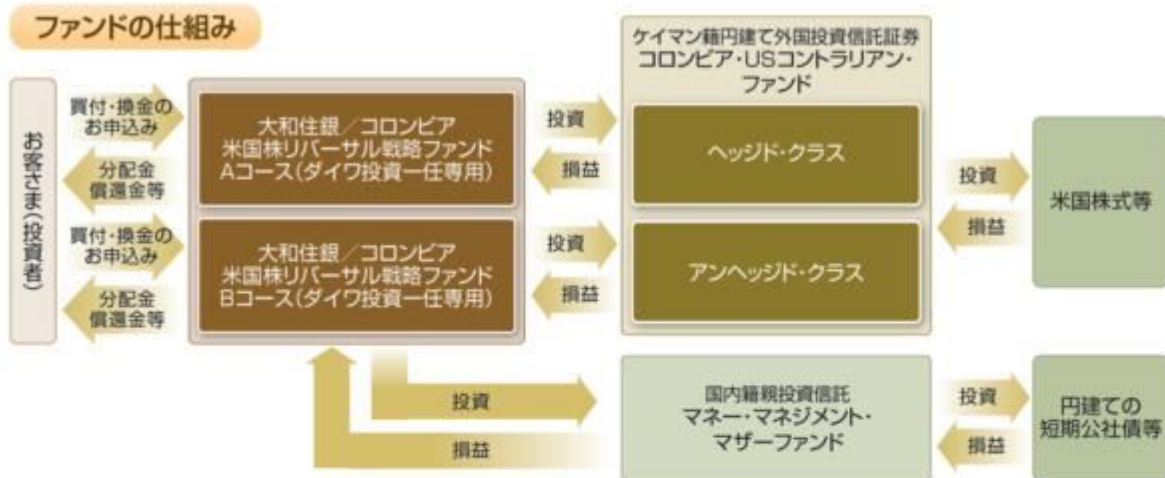 ファンドの仕組み
お客さま(投資者)
買付・換金の
お申込み
分配金
償還金等
買付・換金の
お申込み
分配金
償還金等
大和住銀／コロンビア
米国株リバーサル戦略ファンド
Aコース(ダイワ投資一任専用)
大和住銀／コロンビア
米国株リバーサル戦略ファンド
Bコース(ダイワ投資一任専用)
投資
損益
投資
損益
ケイマン籍円建て外国投資信託証券
コロンビア・USコントラリアン・
ファンド
ヘッジド・クラス
アンヘッジド・クラス
投資
損益
米国株式等
投資
損益
国内籍親投資信託
マネー・マネジメント・
マザーファンド
投資
損益
円建ての
短期公社債等